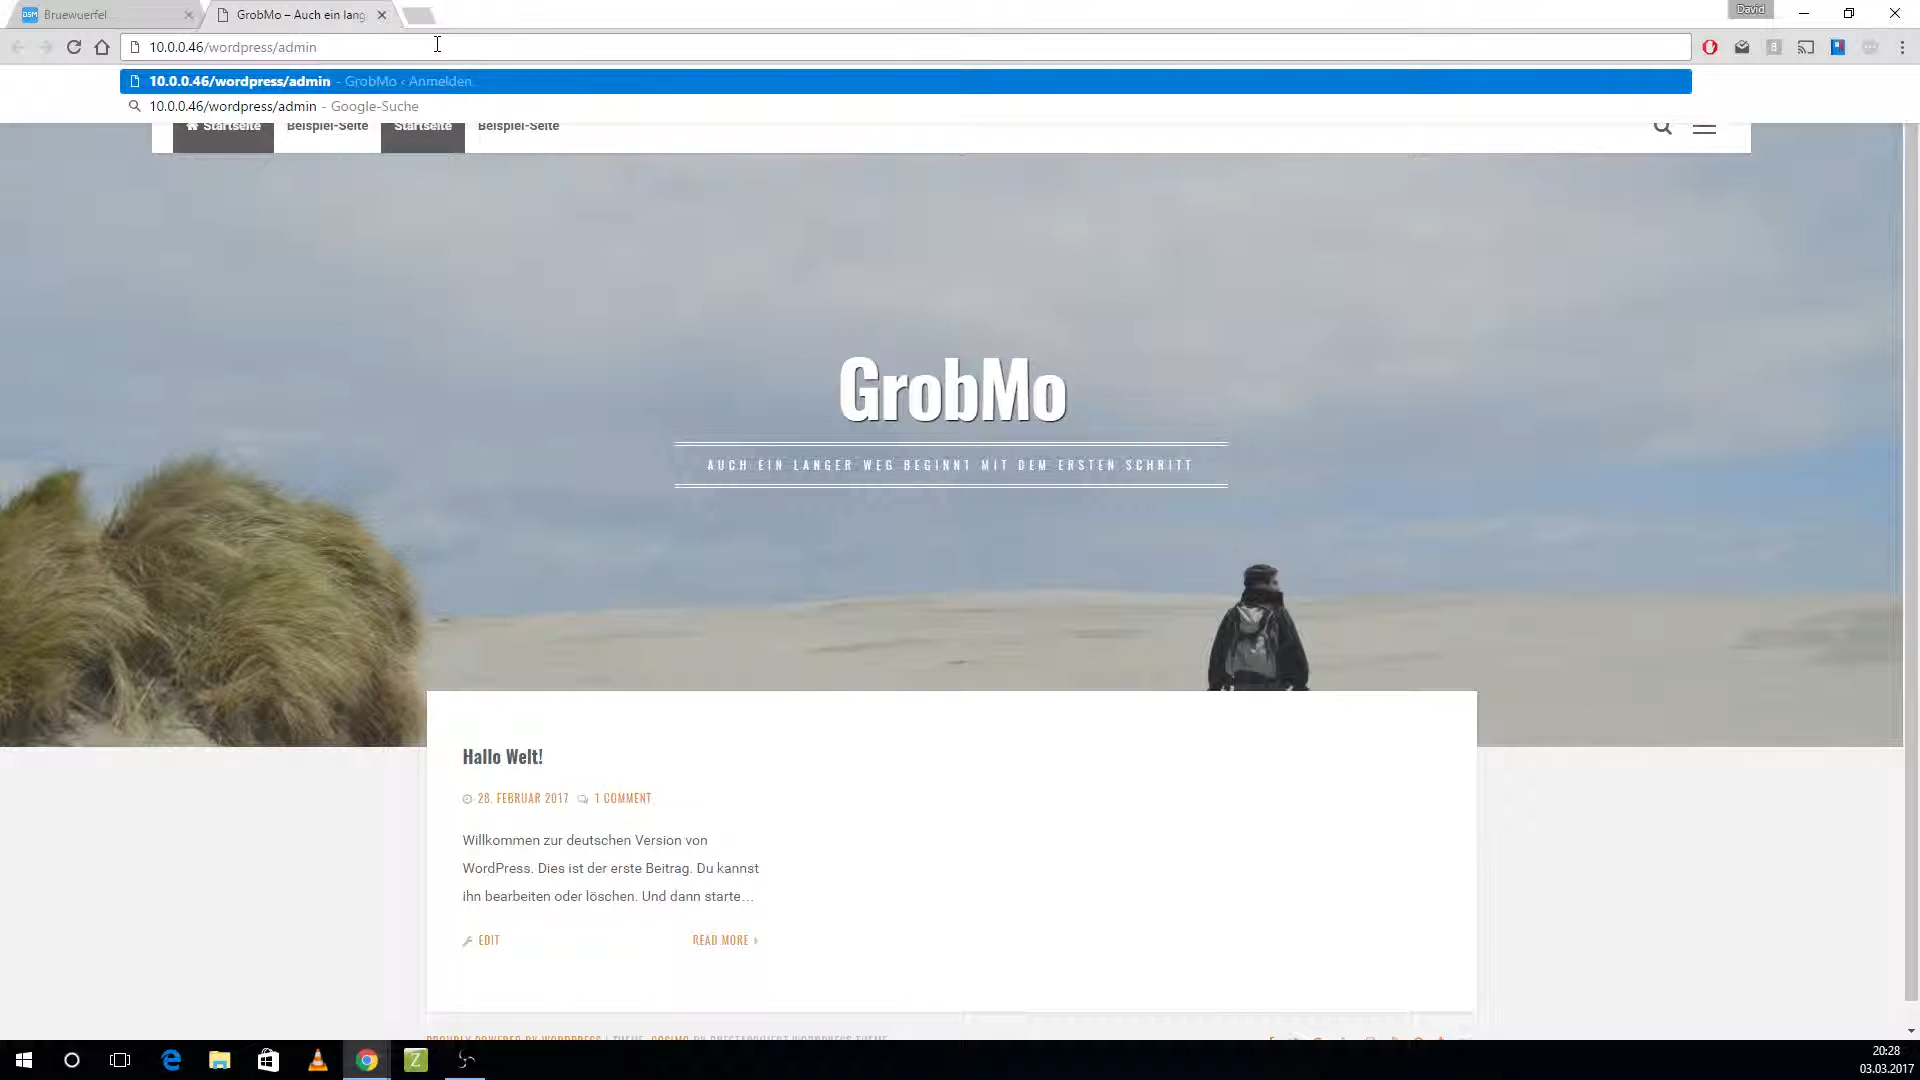 Bruewuerfel
GrobMo – Auch ein lang
David
10.0.0.46/wordpress/admin
10.0.0.46/wordpress/admin - GrobMo ‹ Anmelden
10.0.0.46/wordpress/admin - Google-Suche
Startseite Beispiel-Seite Startseite Beispiel-Seite
GrobMo
AUCH EIN LANGER WEG BEGINNT MIT DEM ERSTEN SCHRITT
Hallo Welt!
28. FEBRUAR 2017 1 COMMENT
Willkommen zur deutschen Version von
WordPress. Dies ist der erste Beitrag. Du kannst
ihn bearbeiten oder löschen. Und dann starte…
EDIT READ MORE
20:28
03.03.2017